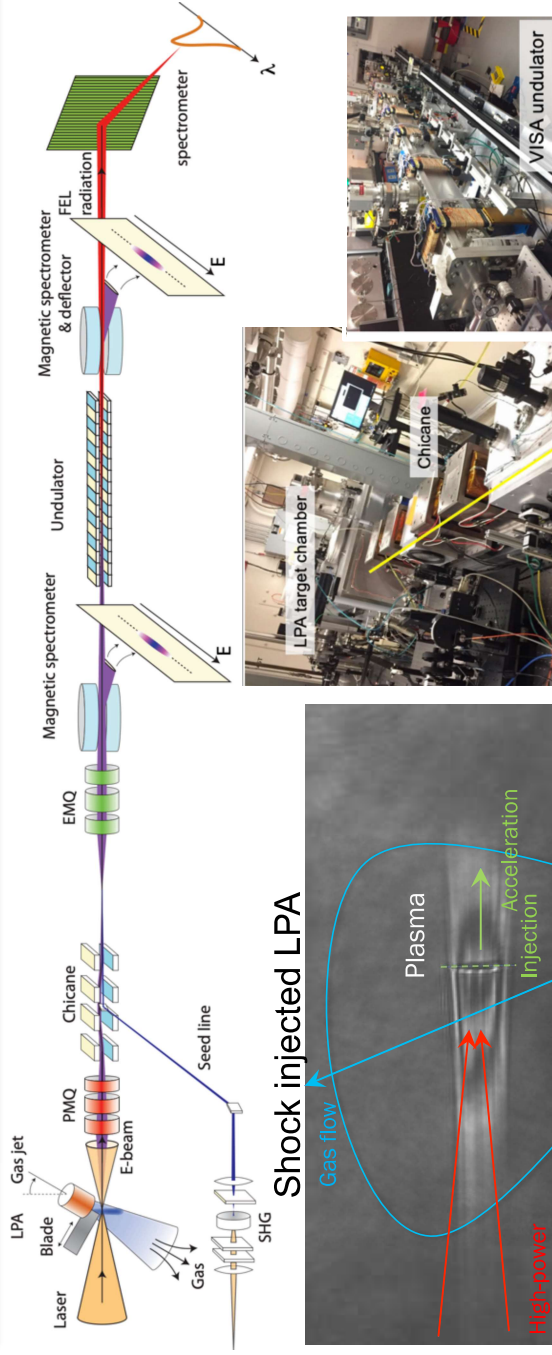 Laser
Blade
LPA
Gas jet
Gas
E-beam
PMQ
Chicane
EMQ
Magnetic spectrometer
E
Undulator
Magnetic spectrometer
& deflector
E
FEL
radiation
spectrometer
λ
SHG
Seed line
Shock injected LPA
Gas flow
Plasma
High-power
Injection
Acceleration
LPA target chamber
Chicane
VISA undulator